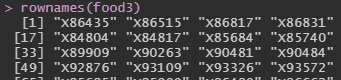 > rownames(food3)
[1] "x86435" "x86515" "x86817" "x86831"
[17] "x84804" "x84817" "x85684" "x85740"
[33] "x89909" "x90263" "x90481" "x90484"
[49] "x92876" "x93109" "x93326" "x93572"